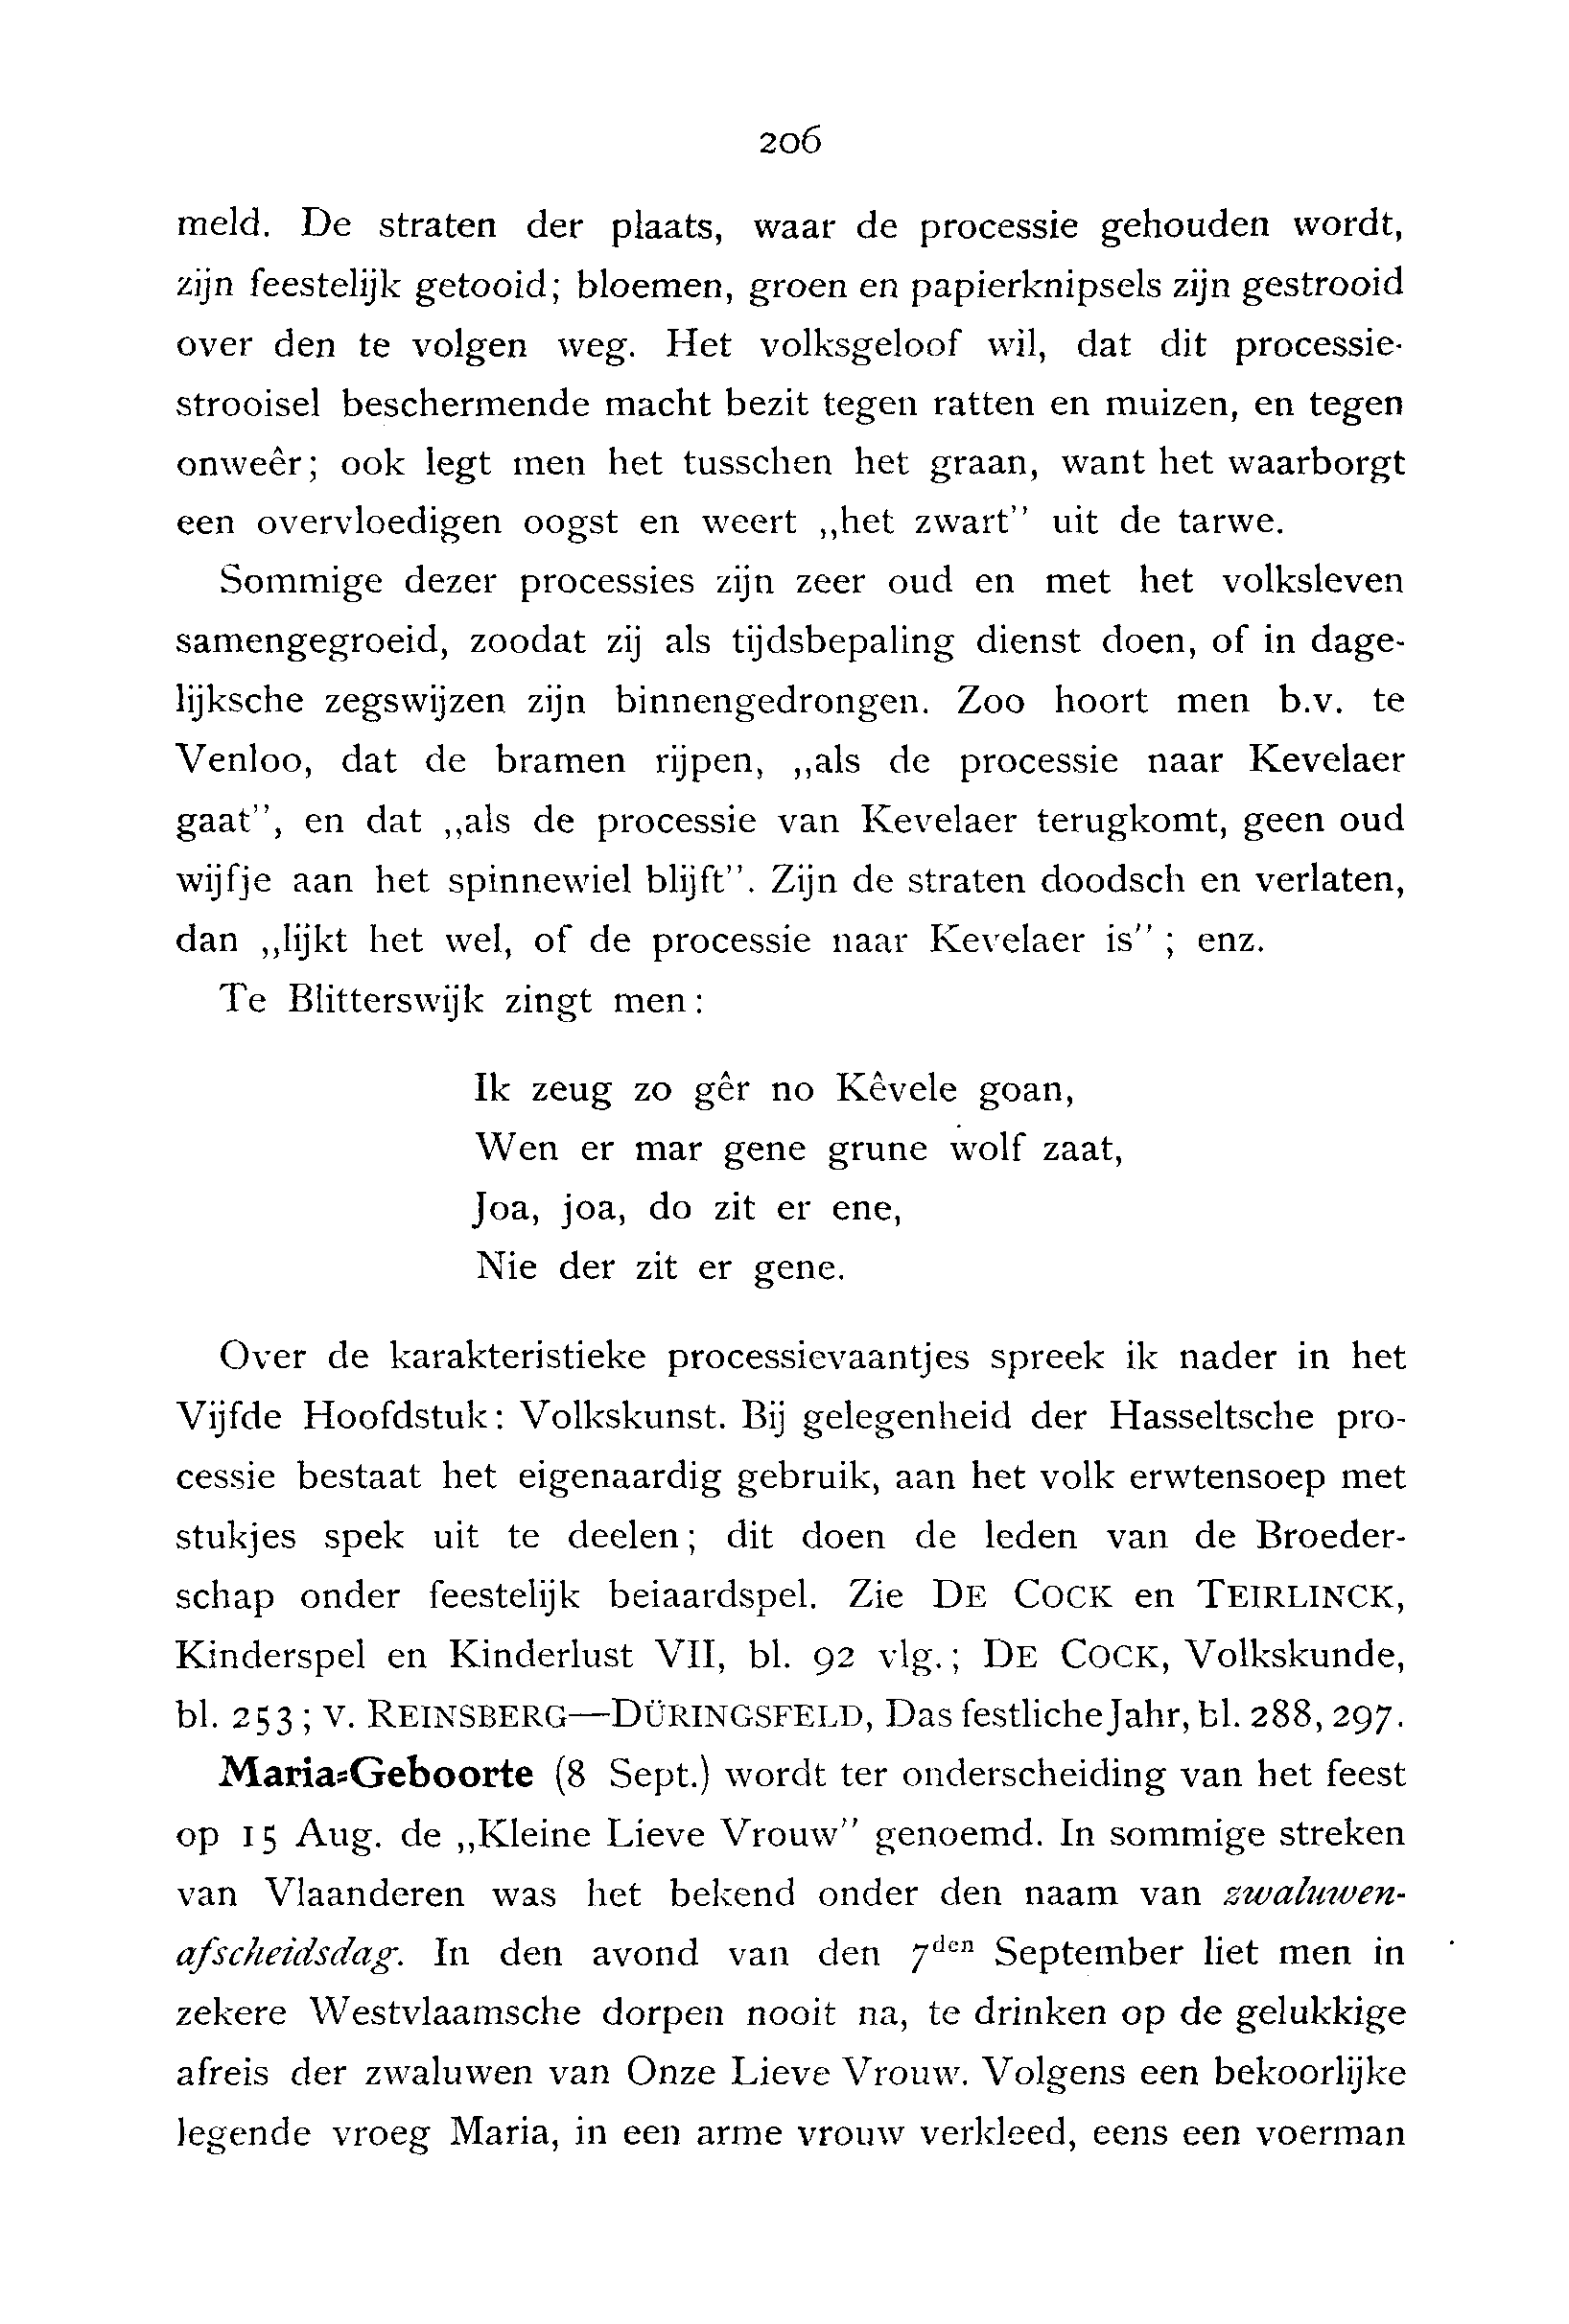 206
meld. De straten der plaats, waar de processie gehouden wordt,
zijn feestelijk getooid; bloemen, groen en papierknipsels zijn gestrooid
over den te volgen weg. Het volksgeloof wil, dat dit processie-
strooisel beschermende macht bezit tegen ratten en muizen, en tegen
onweêr; ook legt men het tusschen het graan, want het waarborgt
een overvloedigen oogst en weert „het zwart” uit de tarwe.
Sommige dezer processies zijn zeer oud en met het volksleven
samengegroeid, zoodat zij als tijdsbepaling dienst doen, of in dage-
lijksche zegswijzen zijn binnengedrongen. Zoo hoort men b.v. te
Venloo, dat de bramen rijpen, „als de processie naar Kevelaer
gaat”, en dat „als de processie van Kevelaer terugkomt, geen oud
wijfje aan het spinnewiel blijft”. Zijn de straten doodsch en verlaten,
dan „lijkt het wel, of de processie naar Kevelaer is”; enz.
Te Blitterswijk zingt men:
Ik zeug zo gêr no Kêvele goan,
Wen er mar gene grune wolf zaat,
Joa, joa, do zit er ene,
Nie der zit er gene.
Over de karakteristieke processievaantjes spreek ik nader in het
Vijfde Hoofdstuk: Volkskunst. Bij gelegenheid der Hasseltsche pro-
cessie bestaat het eigenaardig gebruik, aan het volk erwtensoep met
stukjes spek uit te deelen; dit doen de leden van de Broeder-
schap onder feestelijk beiaardspel. Zie DE COCK en TEIRLINCK,
Kinderspel en Kinderlust VII, bl. 92 vlg.; DE COCK, Volkskunde,
bl. 253; V. REINSBERG—DÜRINGSFELD, Das festliche Jahr, bl. 288, 297.
Maria-Geboorte (8 Sept.) wordt ter onderscheiding van het feest
op 15 Aug. de „Kleine Lieve Vrouw” genoemd. In sommige streken
van Vlaanderen was het bekend onder den naam van zwaluwen-
afscheidsdag. In den avond van den 7den September liet men in
zekere Westvlaamsche dorpen nooit na, te drinken op de gelukkige
afreis der zwaluwen van Onze Lieve Vrouw. Volgens een bekoorlijke
legende vroeg Maria, in een arme vrouw verkleed, eens een voerman